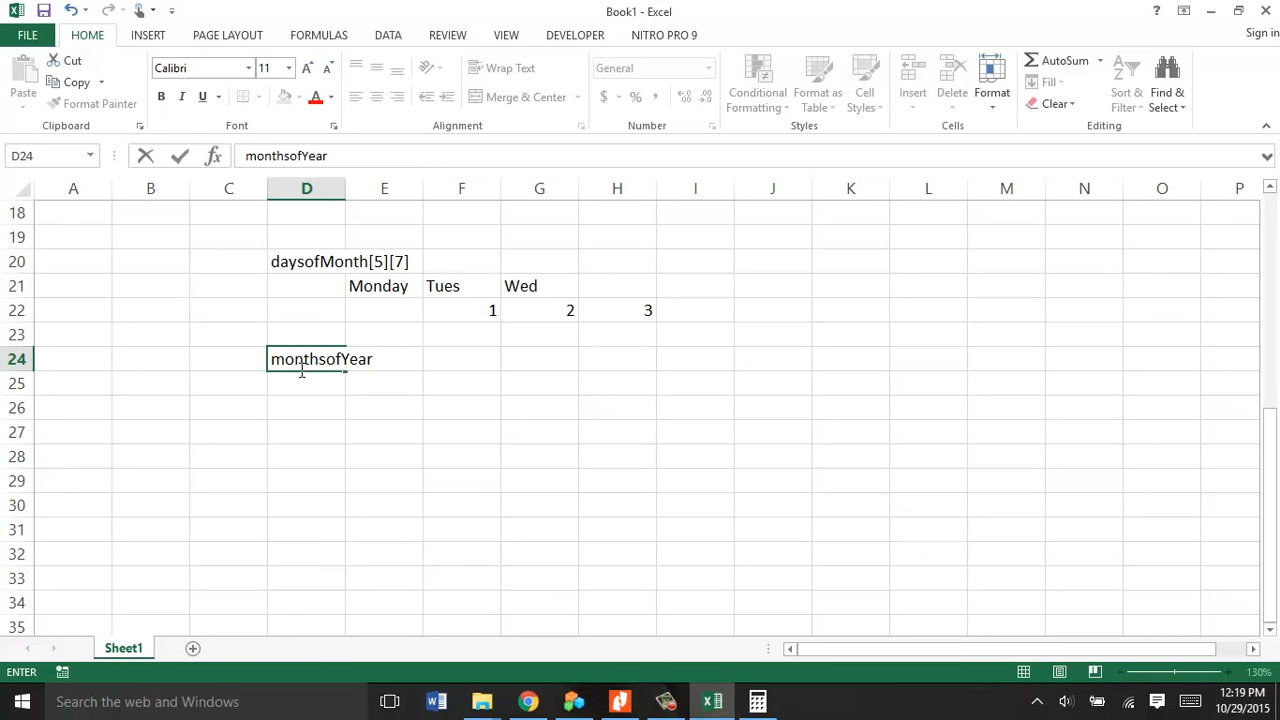 Book1 - Excel
Sign in
FILE HOME INSERT PAGE LAYOUT FORMULAS DATA REVIEW VIEW DEVELOPER NITRO PRO 9
Paste
Cut
Copy
Format Painter
Clipboard
Calibri 11
B I U A
Font
Wrap Text
Merge & Center
Alignment
General
$ % ,
Number
Conditional Formatting
Format as Table
Cell Styles
Styles
Insert
Delete
Format
Cells
AutoSum
Fill
Clear
Sort & Filter
Find & Select
Editing
D24 fx monthsofYear
A B C D E F G H I J K L M N O P
18
19
20 daysofMonth[5][7]
21 Monday Tues Wed
22 1 2 3
23
24 monthsofYear
25
26
27
28
29
30
31
32
33
34
35
Sheet1
ENTER 130%
Search the web and Windows
12:19 PM
10/29/2015